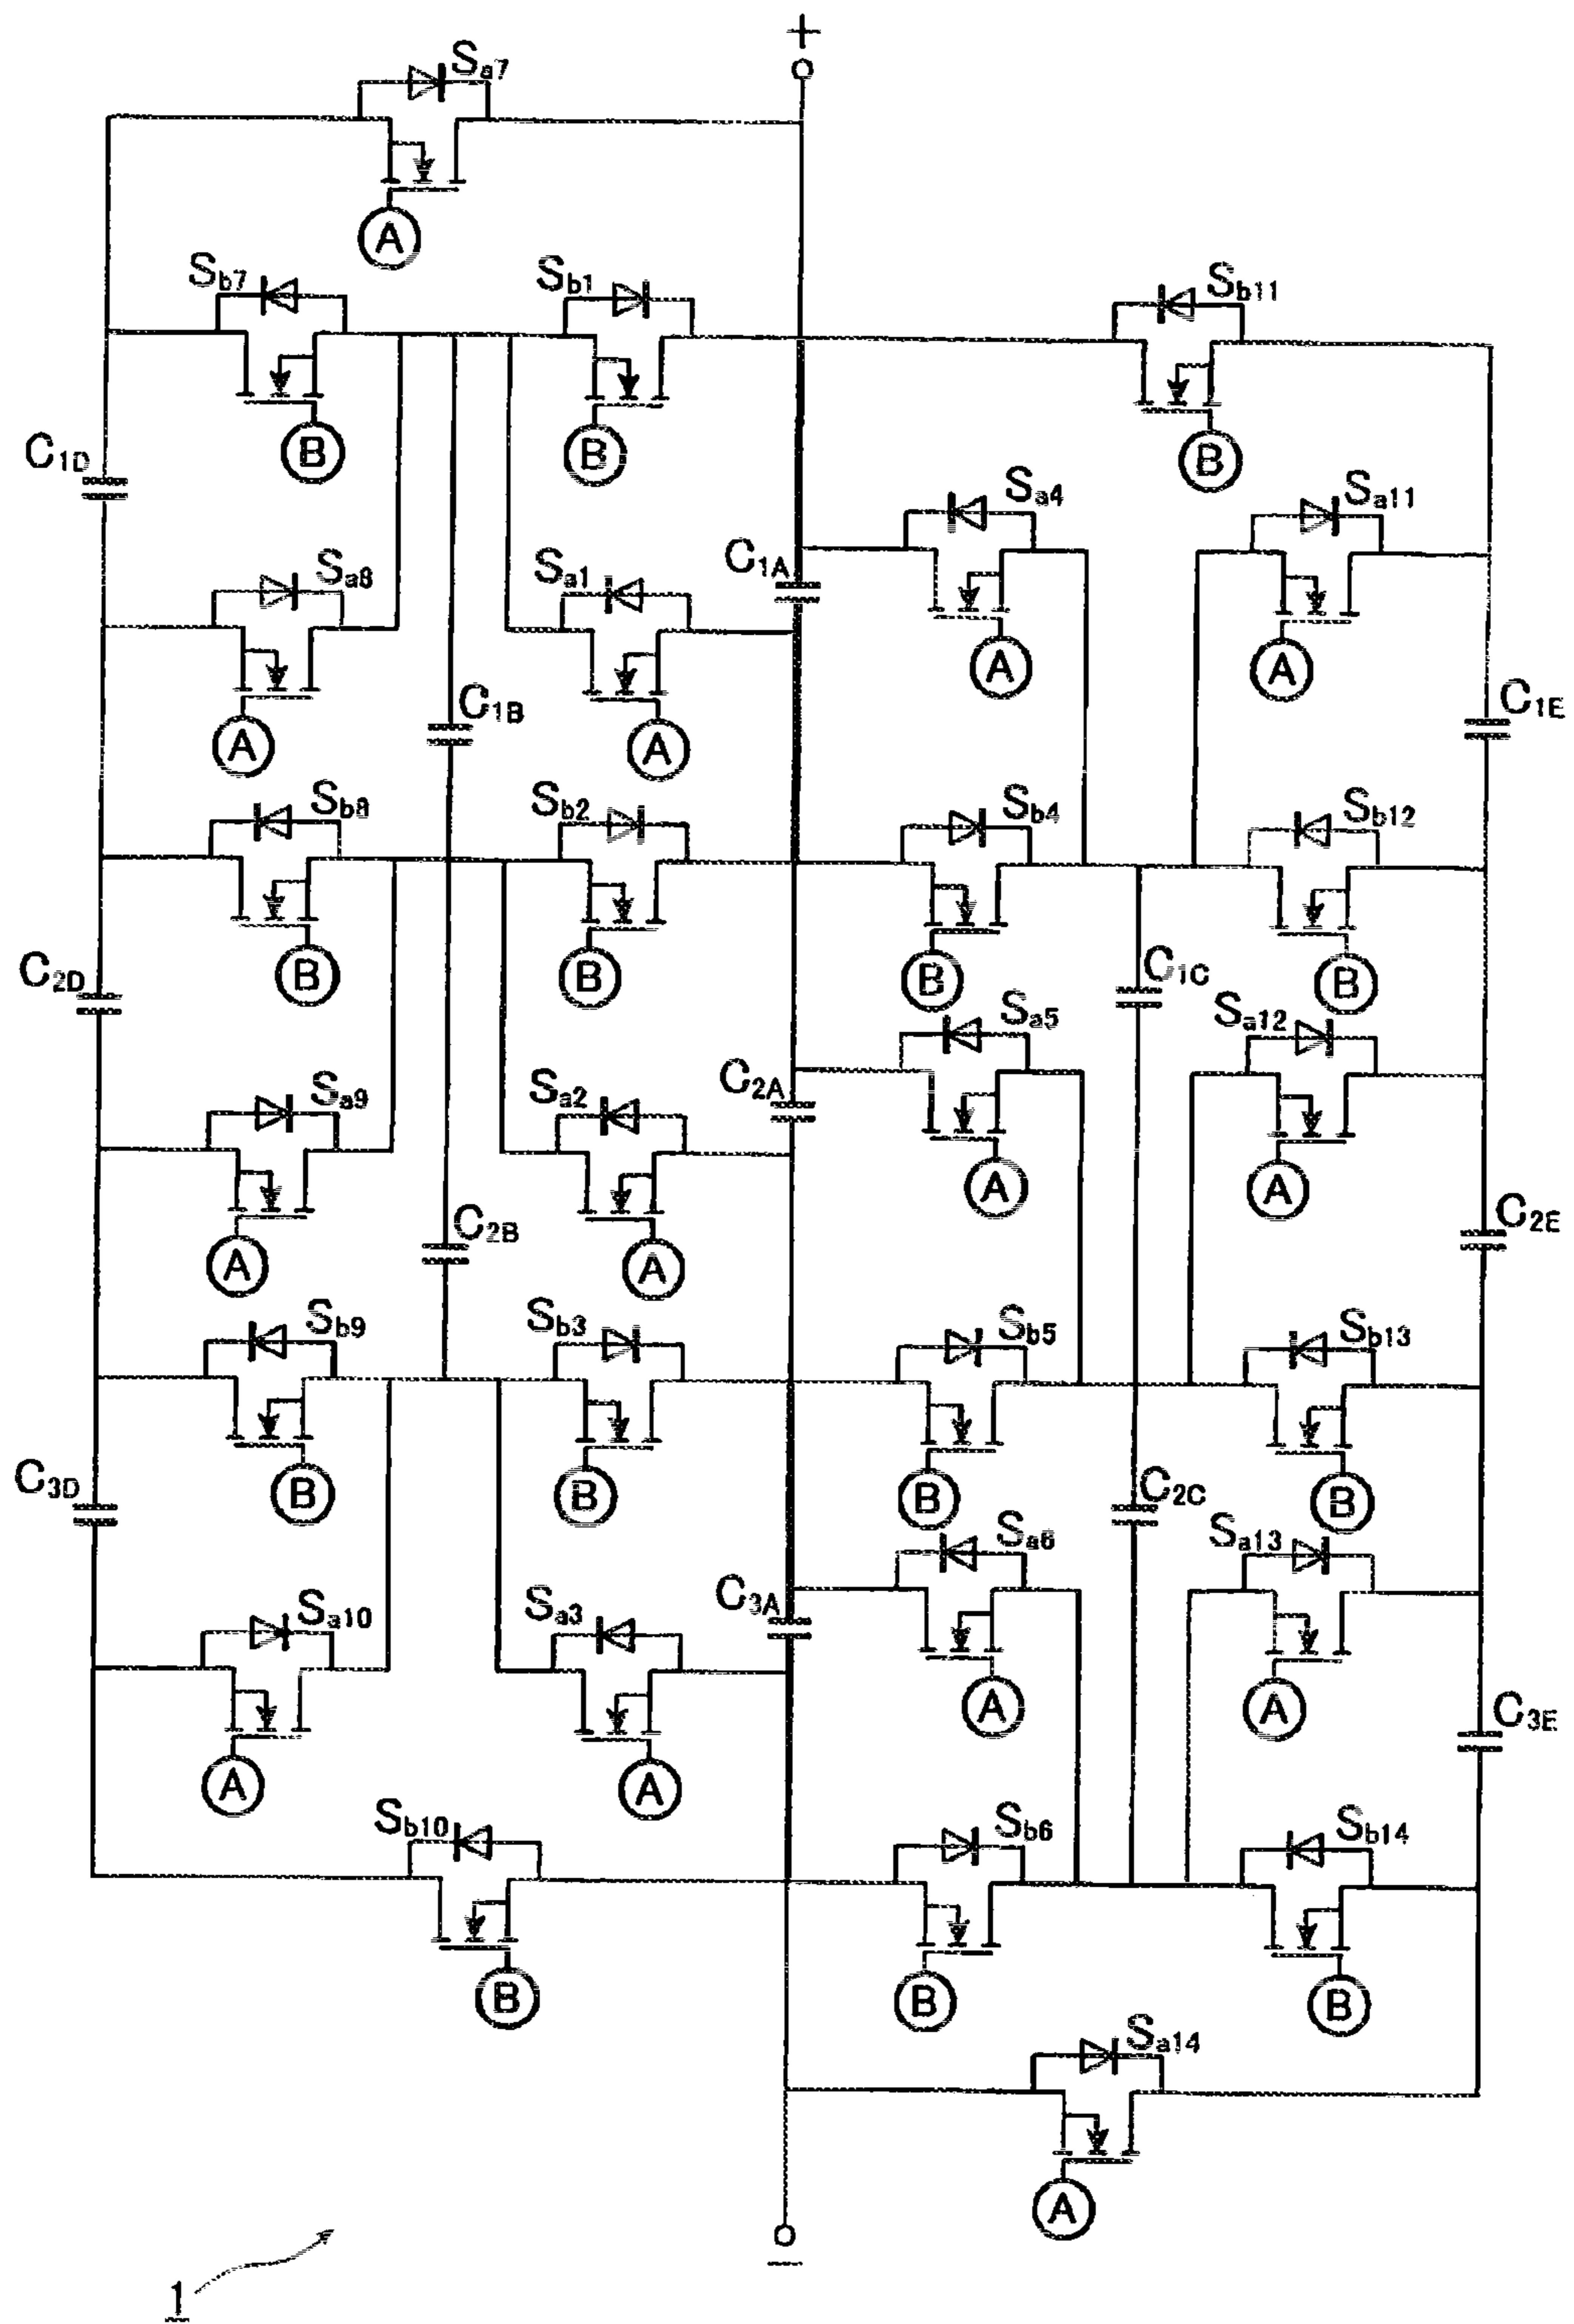 +
Sa7
A
Sb7
Sb1
Sb11
B
B
B
C1D
Sa4
Sa11
C1A
Sa8
Sa1
A
A
C1B
C1E
A
A
Sb8
Sb2
Sb4
Sb12
B
B
B
B
C2D
C1C
Sa5
Sa12
C2A
Sa9
Sa2
A
A
C2B
C2E
A
A
Sb9
Sb3
Sb5
Sb13
B
B
B
B
C3D
C2C
Sa6
Sa13
C3A
Sa10
Sa3
A
A
C3E
A
A
Sb10
Sb6
Sb14
B
B
B
Sa14
A
−
1